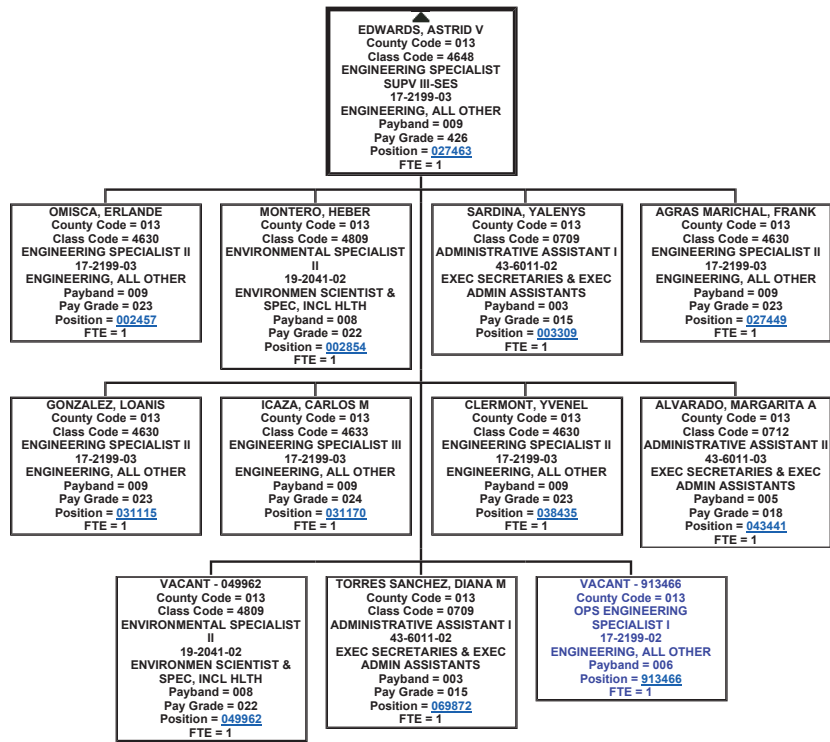 EDWARDS, ASTRID V
County Code = 013
Class Code = 4648
ENGINEERING SPECIALIST
SUPV III-SES
17-2199-03
ENGINEERING, ALL OTHER
Payband = 009
Pay Grade = 426
Position = 027463
FTE = 1
OMISCA, ERLANDE
County Code = 013
Class Code = 4630
ENGINEERING SPECIALIST II
17-2199-03
ENGINEERING, ALL OTHER
Payband = 009
Pay Grade = 023
Position = 002457
FTE = 1
MONTERO, HEBER
County Code = 013
Class Code = 4809
ENVIRONMENTAL SPECIALIST
II
19-2041-02
ENVIRONMEN SCIENTIST &
SPEC, INCL HLTH
Payband = 008
Pay Grade = 022
Position = 002854
FTE = 1
SARDINA, YALENYS
County Code = 013
Class Code = 0709
ADMINISTRATIVE ASSISTANT I
43-6011-02
EXEC SECRETARIES & EXEC
ADMIN ASSISTANTS
Payband = 003
Pay Grade = 015
Position = 003309
FTE = 1
AGRAS MARICHAL, FRANK
County Code = 013
Class Code = 4630
ENGINEERING SPECIALIST II
17-2199-03
ENGINEERING, ALL OTHER
Payband = 009
Pay Grade = 023
Position = 027449
FTE = 1
GONZALEZ, LOANIS
County Code = 013
Class Code = 4630
ENGINEERING SPECIALIST II
17-2199-03
ENGINEERING, ALL OTHER
Payband = 009
Pay Grade = 023
Position = 031115
FTE = 1
ICAZA, CARLOS M
County Code = 013
Class Code = 4633
ENGINEERING SPECIALIST III
17-2199-03
ENGINEERING, ALL OTHER
Payband = 009
Pay Grade = 024
Position = 031170
FTE = 1
CLERMONT, YVENEL
County Code = 013
Class Code = 4630
ENGINEERING SPECIALIST II
17-2199-03
ENGINEERING, ALL OTHER
Payband = 009
Pay Grade = 023
Position = 038435
FTE = 1
ALVARADO, MARGARITA A
County Code = 013
Class Code = 0712
ADMINISTRATIVE ASSISTANT II
43-6011-03
EXEC SECRETARIES & EXEC
ADMIN ASSISTANTS
Payband = 005
Pay Grade = 018
Position = 043441
FTE = 1
VACANT - 049962
County Code = 013
Class Code = 4809
ENVIRONMENTAL SPECIALIST
II
19-2041-02
ENVIRONMEN SCIENTIST &
SPEC, INCL HLTH
Payband = 008
Pay Grade = 022
Position = 049962
FTE = 1
TORRES SANCHEZ, DIANA M
County Code = 013
Class Code = 0709
ADMINISTRATIVE ASSISTANT I
43-6011-02
EXEC SECRETARIES & EXEC
ADMIN ASSISTANTS
Payband = 003
Pay Grade = 015
Position = 069872
FTE = 1
VACANT - 913466
County Code = 013
OPS ENGINEERING
SPECIALIST I
17-2199-02
ENGINEERING, ALL OTHER
Payband = 006
Position = 913466
FTE = 1